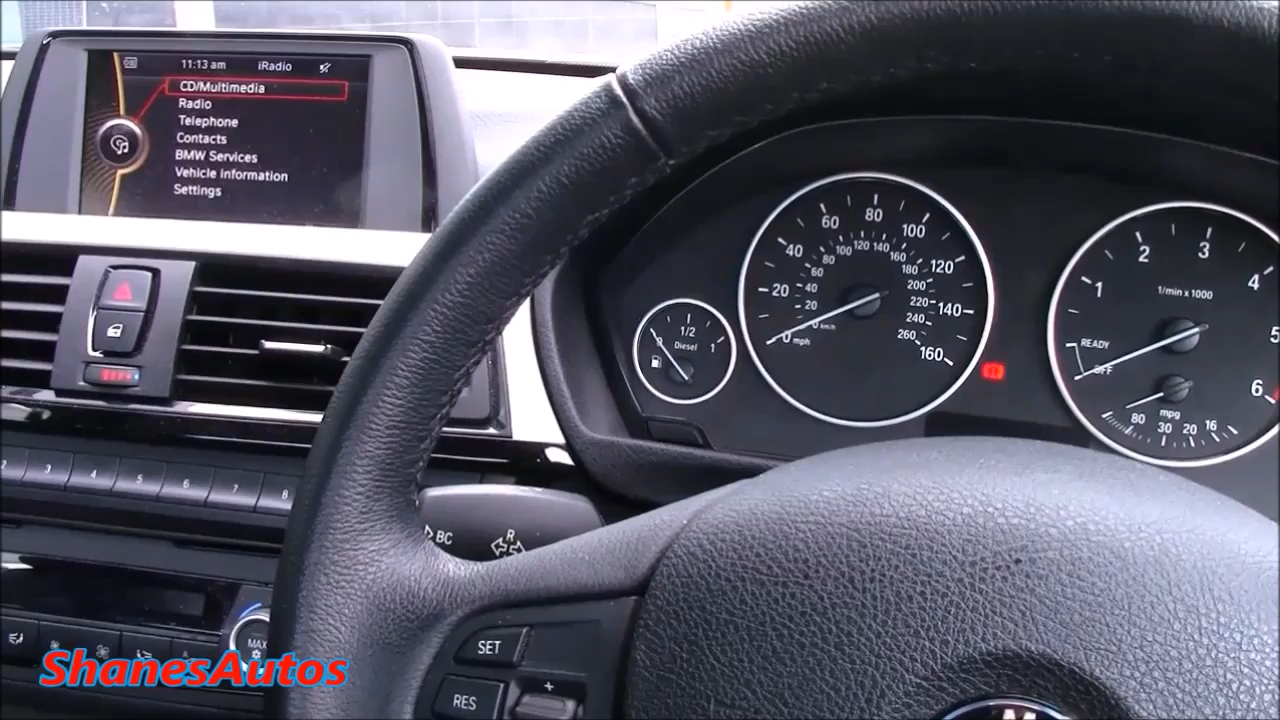 11:13 am iRadio
CD/Multimedia
Radio
Telephone
Contacts
BMW Services
Vehicle information
Settings
0 1/2 1
Diesel
0 20 40 60 80 100 120 140 160
mph
0 20 40 60 80 100 120 140 160 180 200 220 240 260
km/h
1 2 3 4 5 6
1/min x 1000
READY
OFF
mpg
80 30 20 16
2 3 4 5 6 7 8
BC
R
MAX
SET
RES
+
M
ShanesAutos